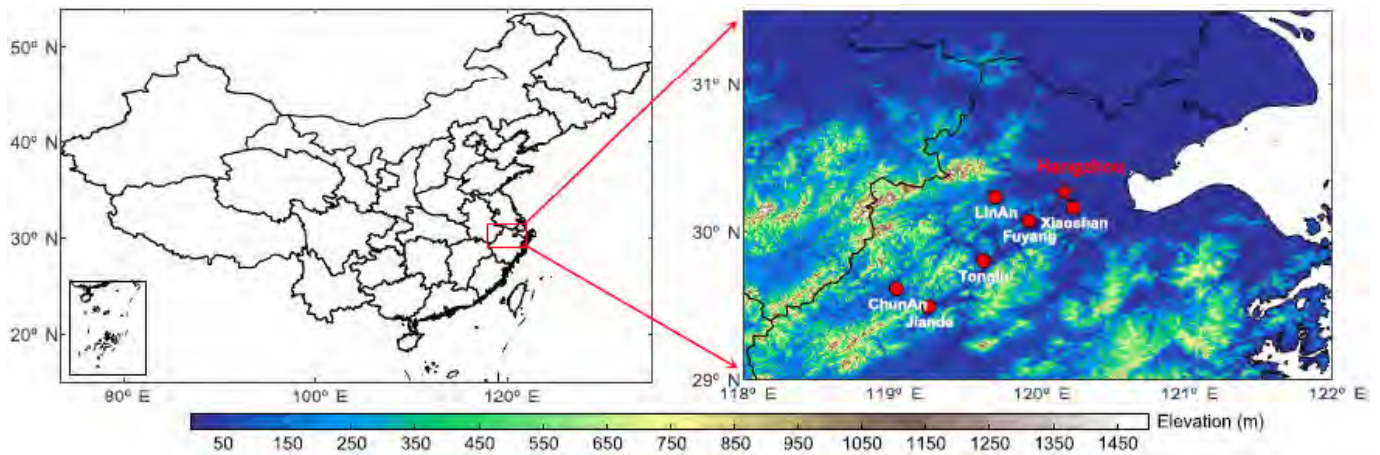 50° N
40° N
30° N
20° N
80° E
100° E
120° E
31° N
30° N
29° N
118° E
119° E
120° E
121° E
122° E
Hangzhou
LinAn
Xiaoshan
Fuyang
Tonglu
ChunAn
Jiande
50 150 250 350 450 550 650 750 850 950 1050 1150 1250 1350 1450
Elevation (m)